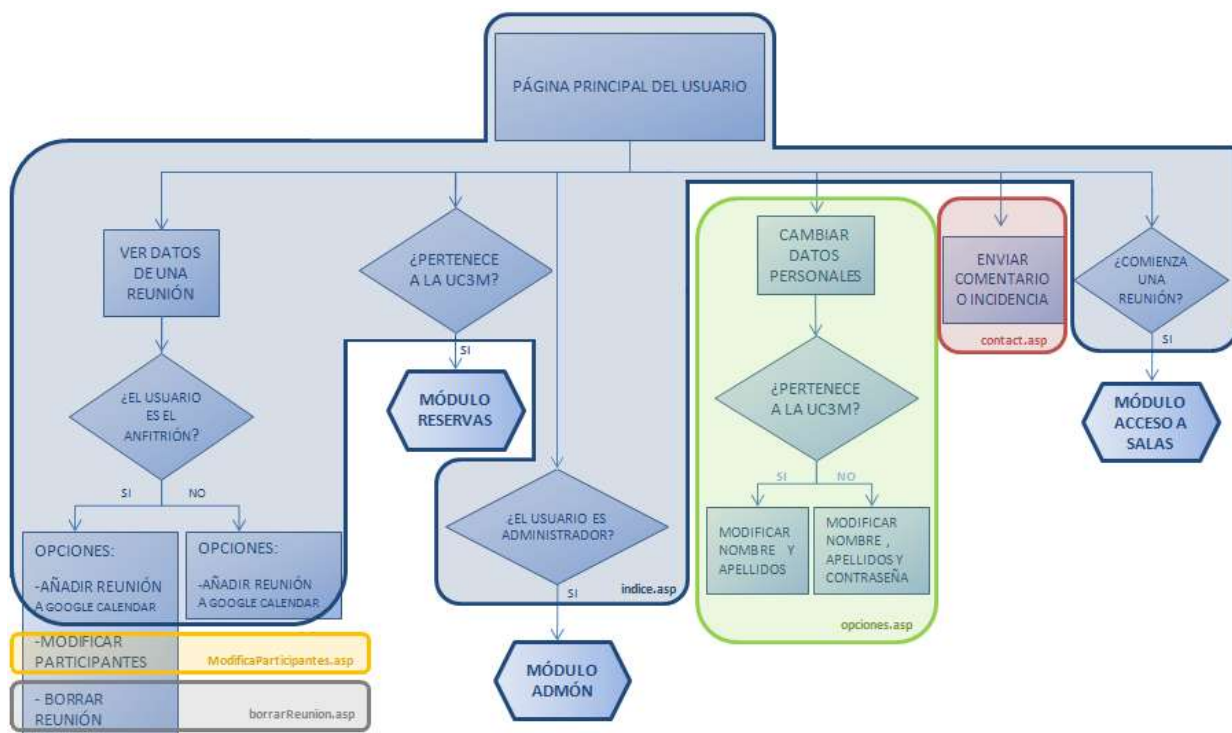 PÁGINA PRINCIPAL DEL USUARIO
VER DATOS
DE UNA
REUNIÓN
¿PERTENECE
A LA UC3M?
CAMBIAR
DATOS
PERSONALES
ENVIAR
COMENTARIO
O INCIDENCIA
contact.asp
¿COMIENZA
UNA
REUNIÓN?
SI
SI
¿EL USUARIO
ES EL
ANFITRIÓN?
MÓDULO
RESERVAS
¿PERTENECE
A LA UC3M?
MÓDULO
ACCESO A
SALAS
SI
NO
SI
NO
OPCIONES:
-AÑADIR REUNIÓN
A GOOGLE CALENDAR
-MODIFICAR
PARTICIPANTES
- BORRAR
REUNIÓN
OPCIONES:
-AÑADIR REUNIÓN
A GOOGLE CALENDAR
ModificaParticipantes.asp
borrarReunion.asp
¿EL USUARIO ES
ADMINISTRADOR?
indice.asp
SI
MÓDULO
ADMÓN
MODIFICAR
NOMBRE Y
APELLIDOS
MODIFICAR
NOMBRE ,
APELLIDOS Y
CONTRASEÑA
opciones.asp